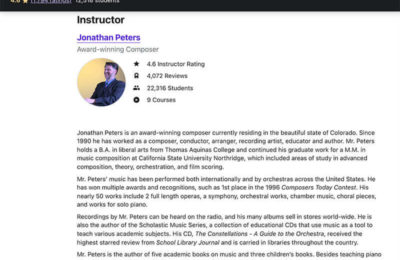 4.6 ★ (1,794 ratings) 12,318 students
Instructor
Jonathan Peters
Award-winning Composer
4.6 Instructor Rating
4,072 Reviews
22,316 Students
9 Courses
Jonathan Peters is an award-winning composer currently residing in the beautiful state of Colorado. Since
1990 he has worked as a composer, conductor, arranger, recording artist, educator and author. Mr. Peters
holds a B.A. in liberal arts from Thomas Aquinas College and continued his graduate work for a M.M. in
music composition at California State University Northridge, which included areas of study in advanced
composition, theory, orchestration, and film scoring.
Mr. Peters' music has been performed both internationally and by orchestras across the United States. He
has won multiple awards and recognitions, such as 1st place in the 1996 Composers Today Contest. His
nearly 50 works include 2 full length operas, a symphony, orchestral works, chamber music, choral pieces,
and works for solo piano.
Recordings by Mr. Peters can be heard on the radio, and his many albums sell in stores world-wide. He is
also the author of the Scholastic Music Series, a collection of educational CDs that use music as a tool to
teach various academic subjects. His CD, The Constellations - A Guide to the Orchestra, received the
highest starred review from School Library Journal and is carried in libraries throughout the country.
Mr. Peters is the author of five academic books on music and three children's books. Besides teaching piano